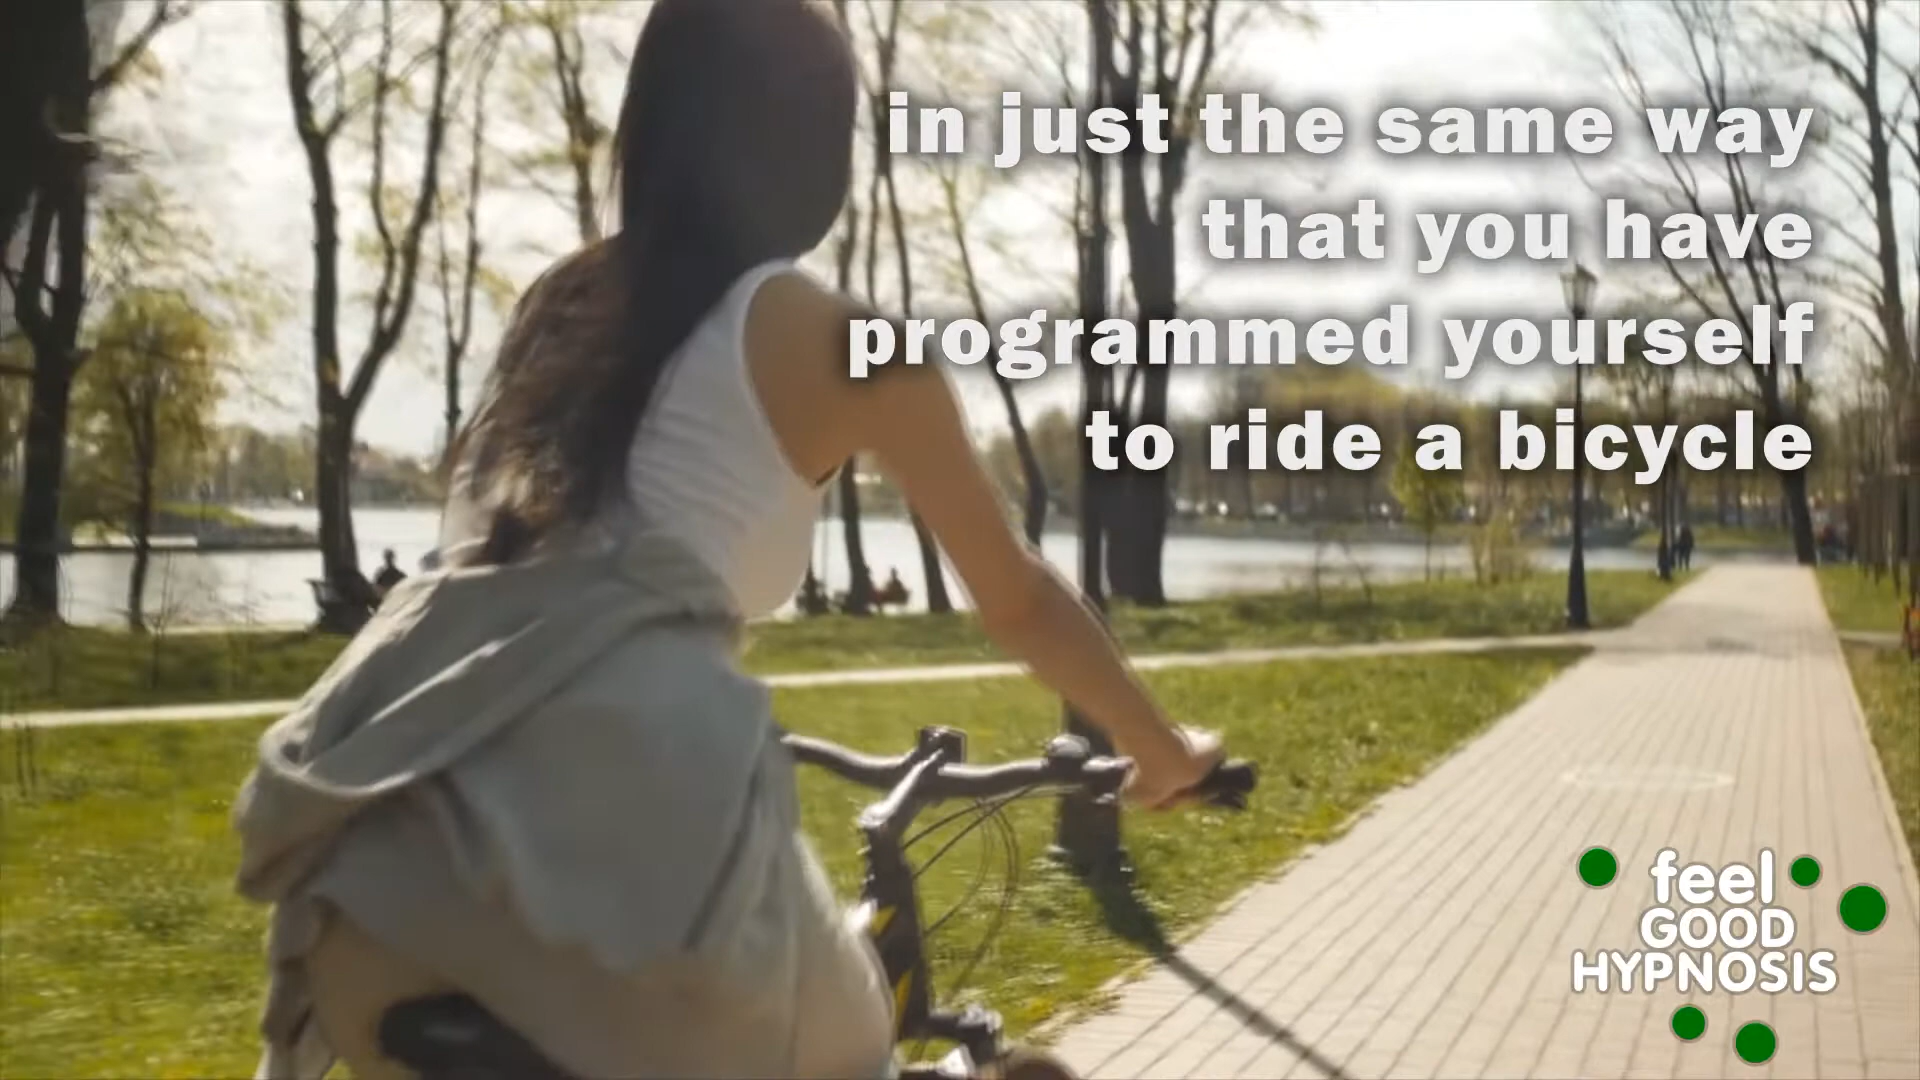 in just the same way
that you have
programmed yourself
to ride a bicycle
feel
GOOD
HYPNOSIS